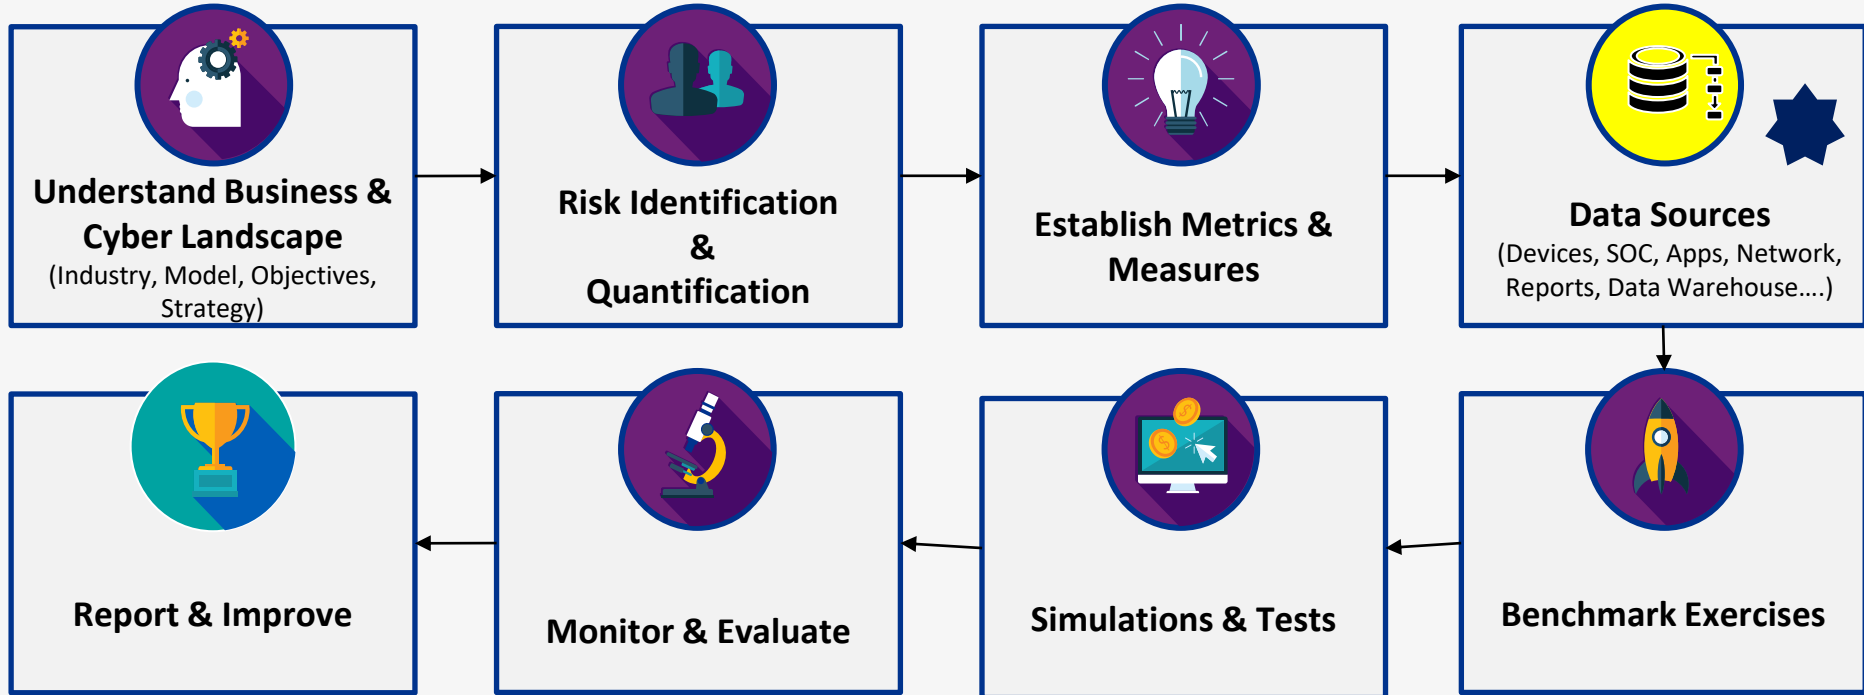 Understand Business &
Cyber Landscape
(Industry, Model, Objectives,
Strategy)
Risk Identification
&
Quantification
Establish Metrics &
Measures
Data Sources
(Devices, SOC, Apps, Network,
Reports, Data Warehouse....)
Report & Improve
Monitor & Evaluate
Simulations & Tests
Benchmark Exercises